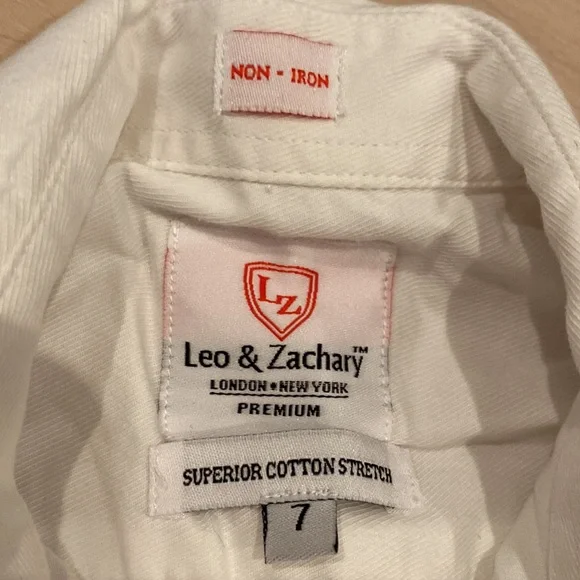 NON - IRON
LZ
Leo & Zachary™
LONDON • NEW YORK
PREMIUM
SUPERIOR COTTON STRETCH
7